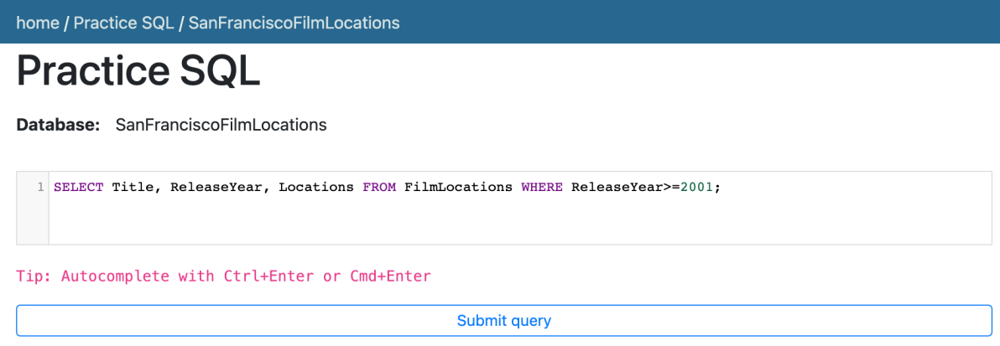 home / Practice SQL / SanFranciscoFilmLocations
Practice SQL
Database: SanFranciscoFilmLocations
1 SELECT Title, ReleaseYear, Locations FROM FilmLocations WHERE ReleaseYear>=2001;
Tip: Autocomplete with Ctrl+Enter or Cmd+Enter
Submit query